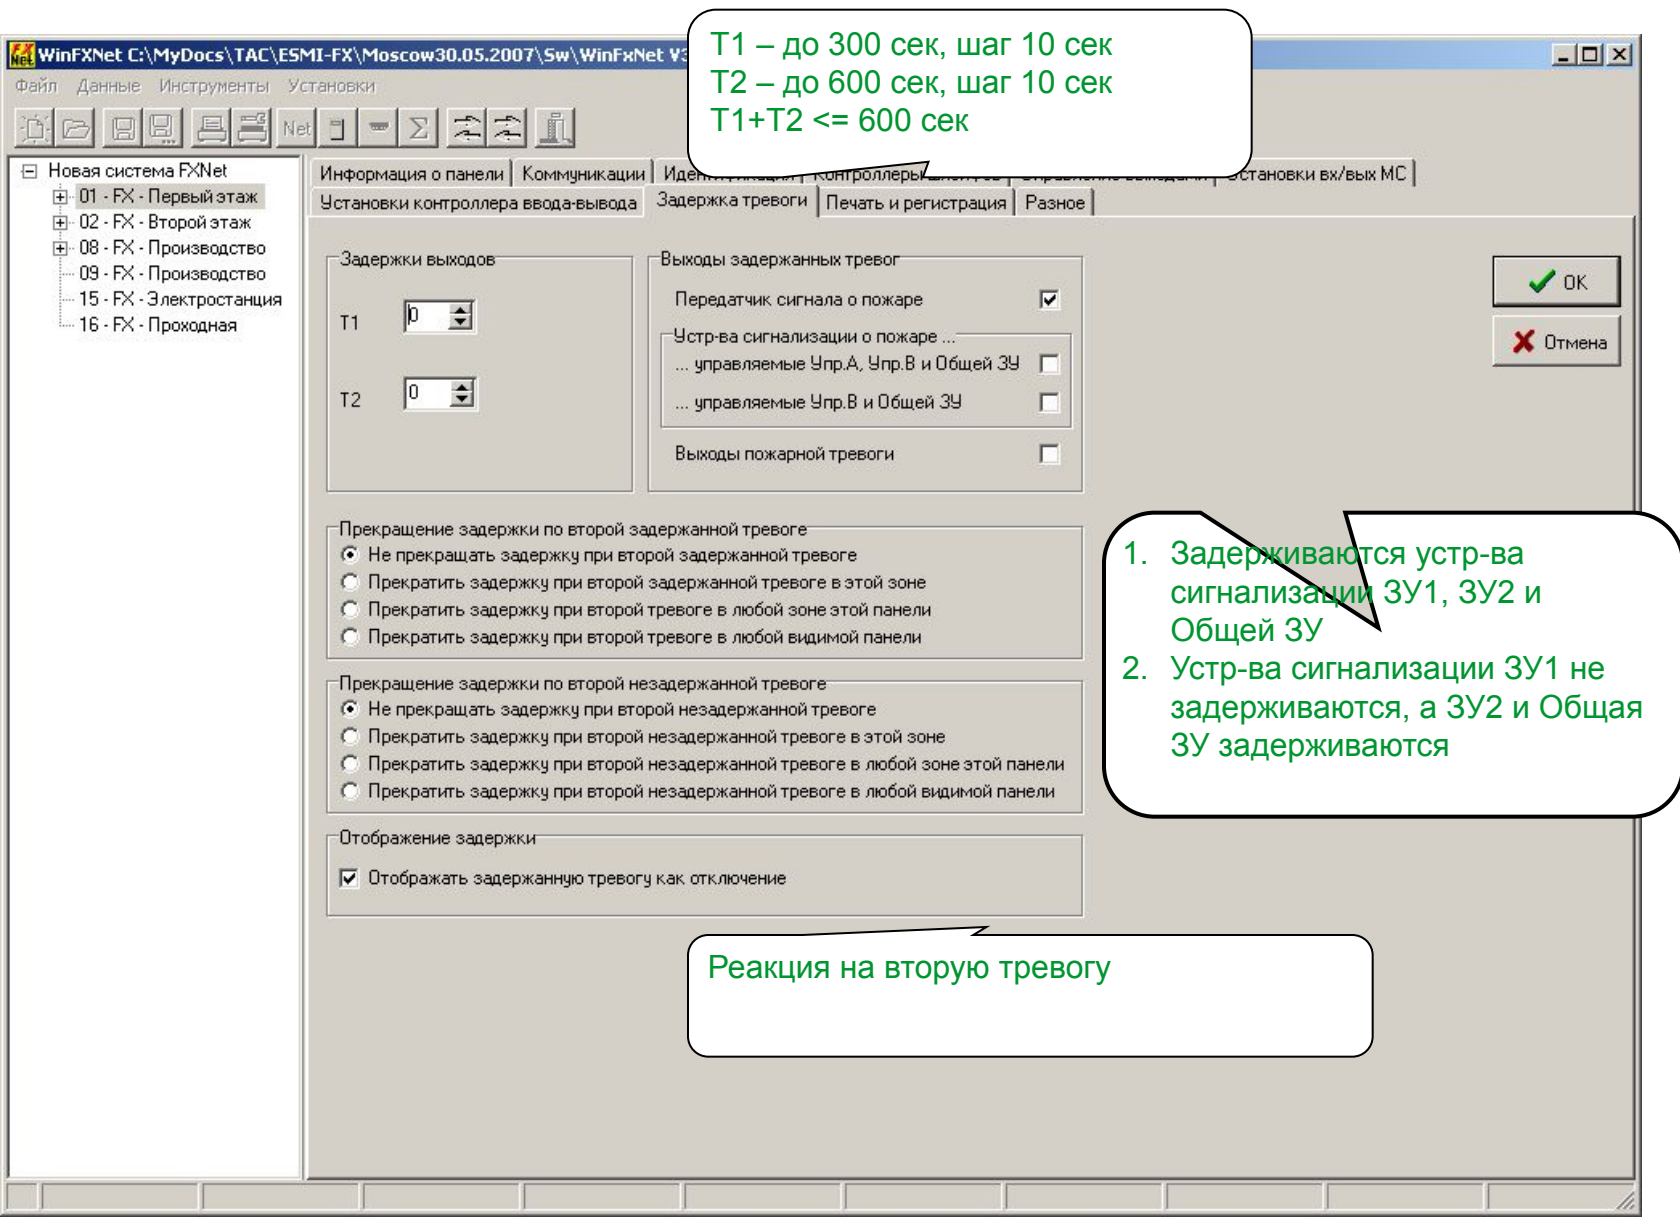 T1 – до 300 сек, шаг 10 сек
T2 – до 600 сек, шаг 10 сек
T1+T2 <= 600 сек
WinFXNet C:\MyDocs\TAC\ESMI-FX\Moscow30.05.2007\Sw\WinFxNet V3
Файл Данные Инструменты Установки
Net Σ
Новая система FXNet
01 - FX - Первый этаж
02 - FX - Второй этаж
08 - FX - Производство
09 - FX - Производство
15 - FX - Электростанция
16 - FX - Проходная
Информация о панели Коммуникации Идентификация Контроллеры шлейфов Управление выходами Установки вх/вых МС
Установки контроллера ввода-вывода Задержка тревоги Печать и регистрация Разное
Задержки выходов
T1 0
T2 0
Выходы задержанных тревог
Передатчик сигнала о пожаре
Устр-ва сигнализации о пожаре ...
... управляемые Упр.А, Упр.В и Общей ЗУ
... управляемые Упр.В и Общей ЗУ
Выходы пожарной тревоги
OK
Отмена
Прекращение задержки по второй задержанной тревоге
Не прекращать задержку при второй задержанной тревоге
Прекратить задержку при второй задержанной тревоге в этой зоне
Прекратить задержку при второй тревоге в любой зоне этой панели
Прекратить задержку при второй тревоге в любой видимой панели
Прекращение задержки по второй незадержанной тревоге
Не прекращать задержку при второй незадержанной тревоге
Прекратить задержку при второй незадержанной тревоге в этой зоне
Прекратить задержку при второй незадержанной тревоге в любой зоне этой панели
Прекратить задержку при второй незадержанной тревоге в любой видимой панели
Отображение задержки
Отображать задержанную тревогу как отключение
1. Задерживаются устр-ва
сигнализации ЗУ1, ЗУ2 и
Общей ЗУ
2. Устр-ва сигнализации ЗУ1 не
задерживаются, а ЗУ2 и Общая
ЗУ задерживаются
Реакция на вторую тревогу